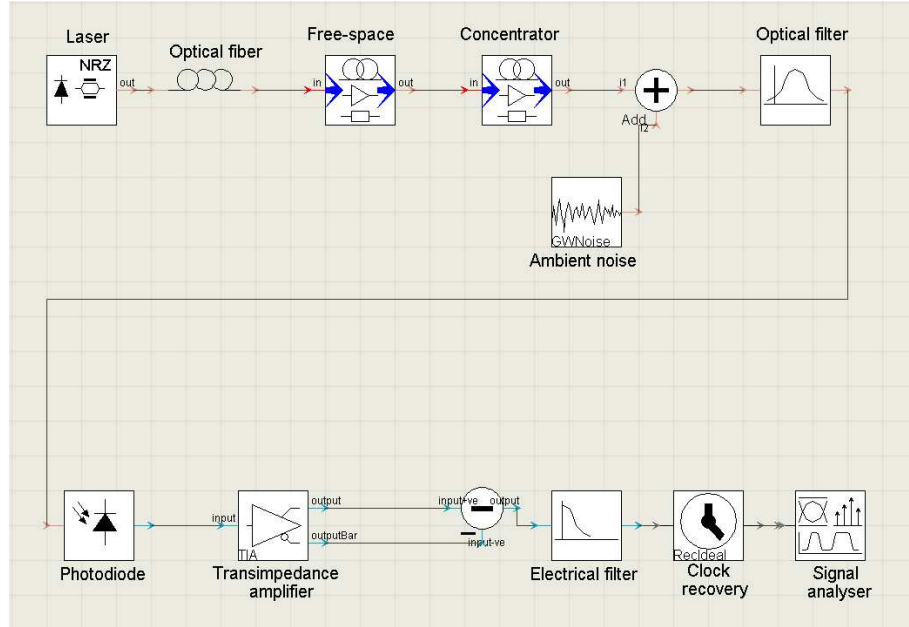 Laser
Optical fiber
Free-space
Concentrator
Optical filter
NRZ
out
in
out
in
out
i1
Add
i2
GWNoise
Ambient noise
input
output
outputBar
TIA
input+ve
output
input-ve
RecIdeal
Photodiode
Transimpedance
amplifier
Electrical filter
Clock
recovery
Signal
analyser